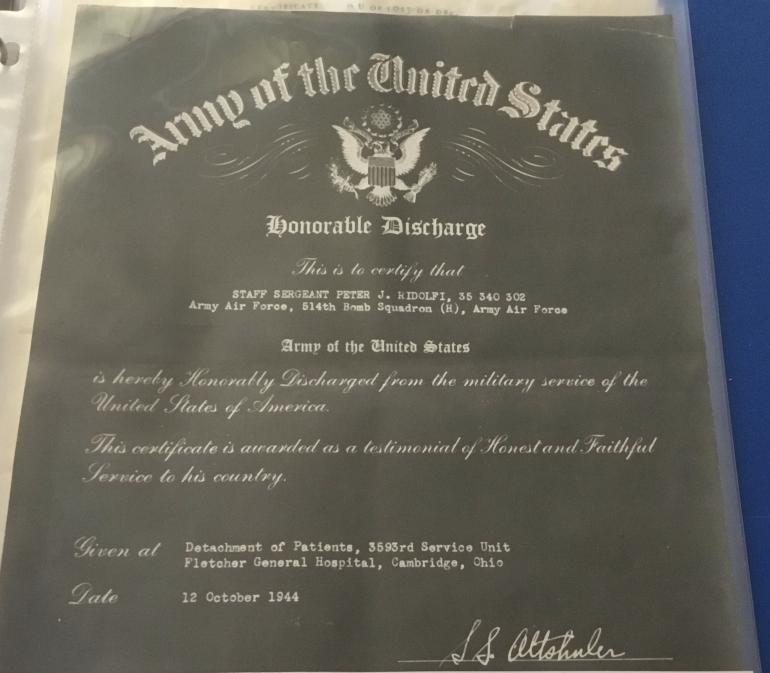 Army of the United States
Honorable Discharge
This is to certify that
STAFF SERGEANT PETER J. RIDOLFI, 35 340 302
Army Air Force, 514th Bomb Squadron (H), Army Air Force
Army of the United States
is hereby Honorably Discharged from the military service of the
United States of America.
This certificate is awarded as a testimonial of Honest and Faithful
Service to his country.
Given at Detachment of Patients, 3593rd Service Unit
Fletcher General Hospital, Cambridge, Ohio
Date 12 October 1944
S S. Altshuler